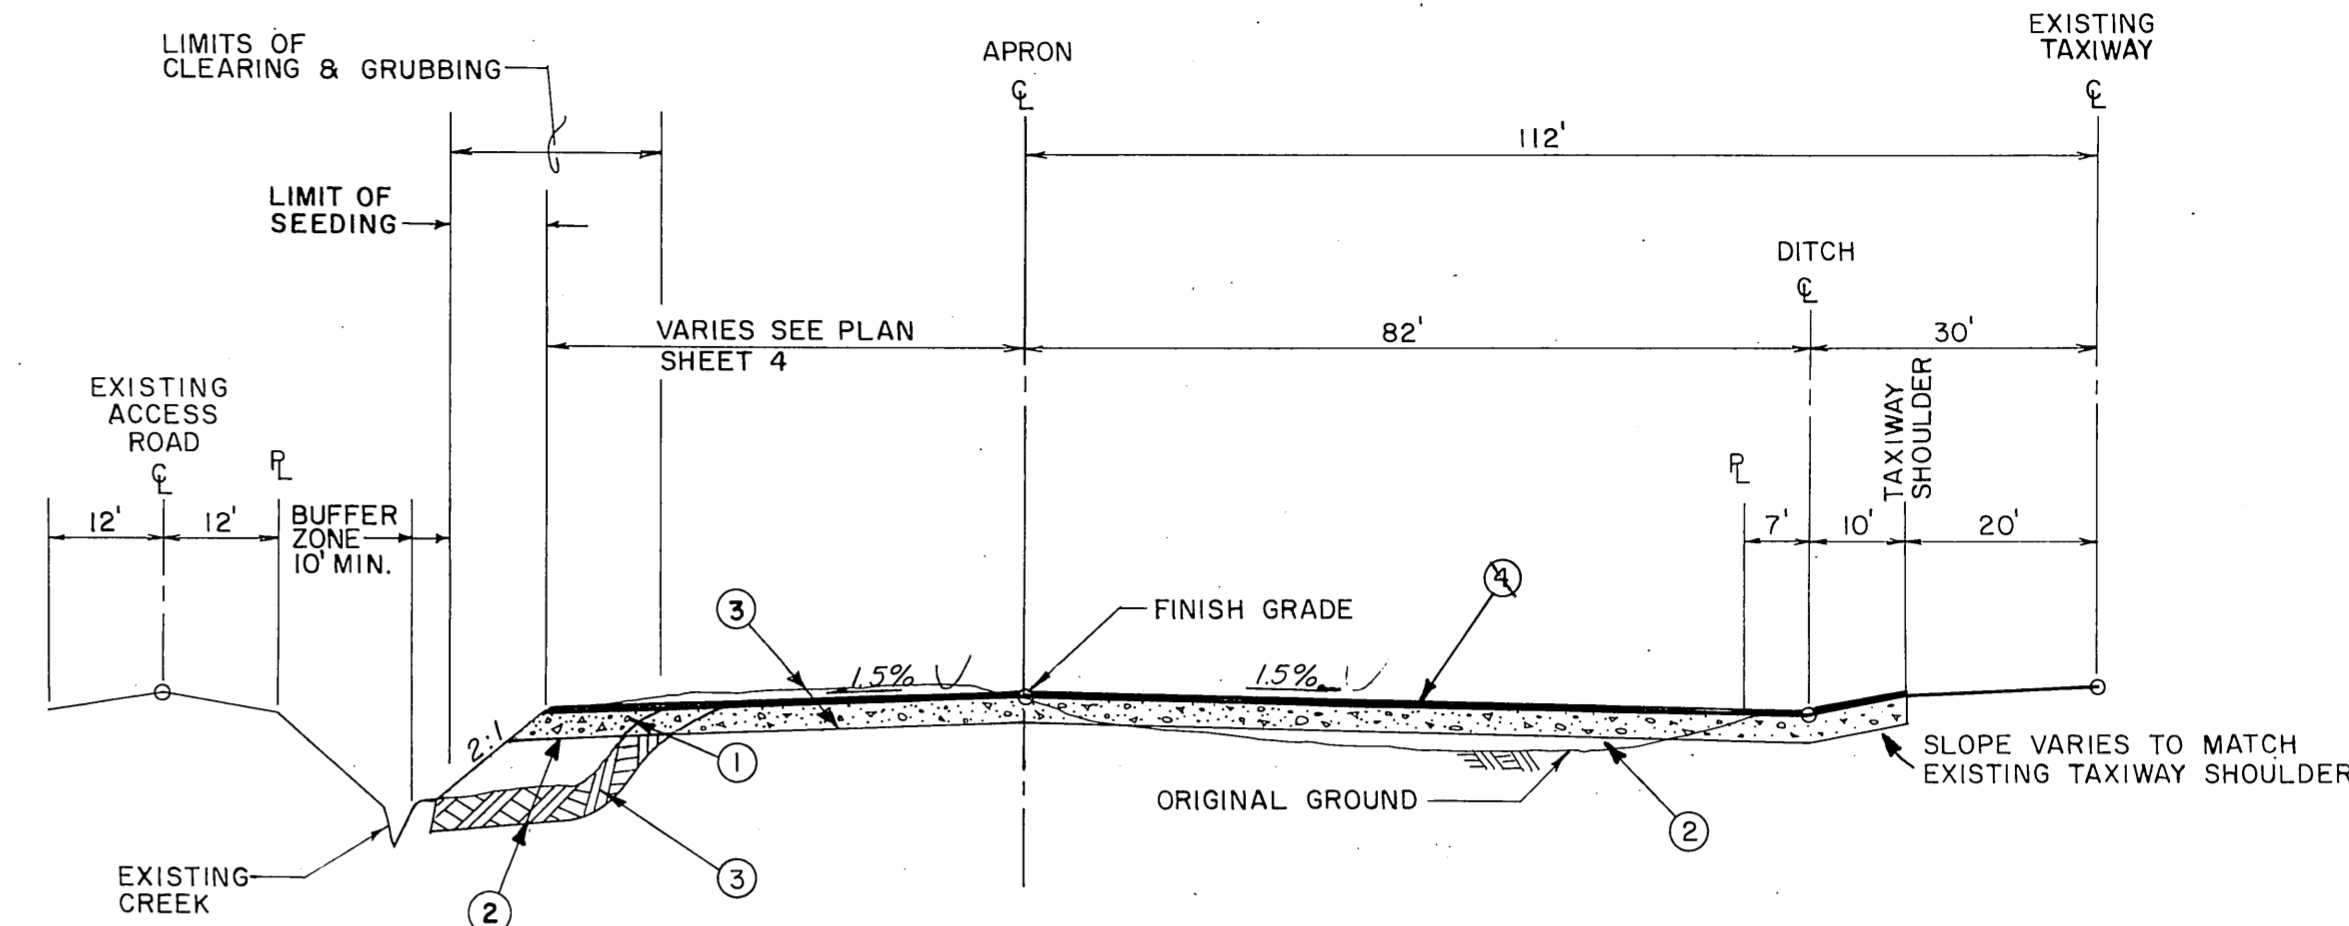 LIMITS OF
CLEARING & GRUBBING
APRON
℄
EXISTING
TAXIWAY
℄
112'
LIMIT OF
SEEDING
DITCH
℄
VARIES SEE PLAN
SHEET 4
82'
30'
EXISTING
ACCESS
ROAD
℄
PL
12'
12'
BUFFER
ZONE
10' MIN.
PL
7'
10'
TAXIWAY
SHOULDER
20'
3
FINISH GRADE
4
1.5%
1.5%
2:1
1
ORIGINAL GROUND
SLOPE VARIES TO MATCH
EXISTING TAXIWAY SHOULDER
2
EXISTING
CREEK
3
2